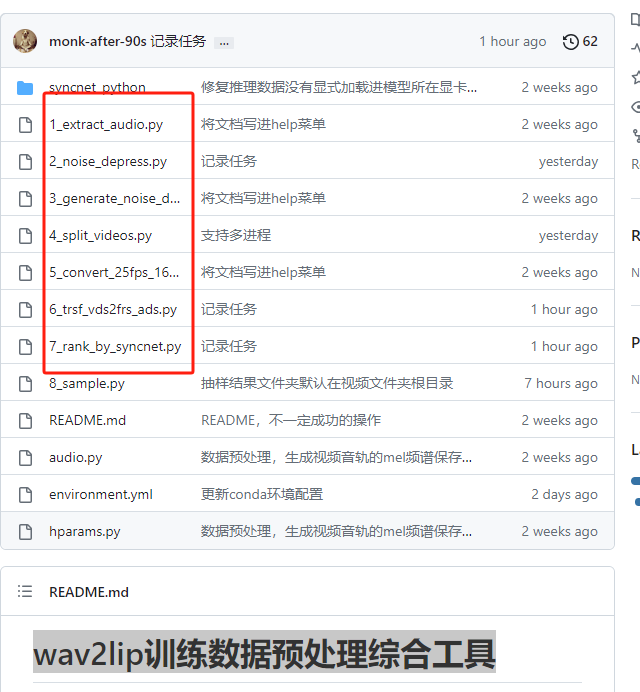 monk-after-90s 记录任务 ... 1 hour ago 62
syncnet_python 修复推理数据没有显式加载进模型所在显卡... 2 weeks ago
1_extract_audio.py 将文档写进help菜单 2 weeks ago
2_noise_depress.py 记录任务 yesterday
3_generate_noise_d... 将文档写进help菜单 2 weeks ago
4_split_videos.py 支持多进程 yesterday
5_convert_25fps_16... 将文档写进help菜单 2 weeks ago
6_trsf_vds2frs_ads.py 记录任务 1 hour ago
7_rank_by_syncnet.py 记录任务 1 hour ago
8_sample.py 抽样结果文件夹默认在视频文件夹根目录 7 hours ago
README.md README，不一定成功的操作 2 weeks ago
audio.py 数据预处理，生成视频音轨的mel频谱保存... 2 weeks ago
environment.yml 更新conda环境配置 2 days ago
hparams.py 数据预处理，生成视频音轨的mel频谱保存... 2 weeks ago
README.md
wav2lip训练数据预处理综合工具